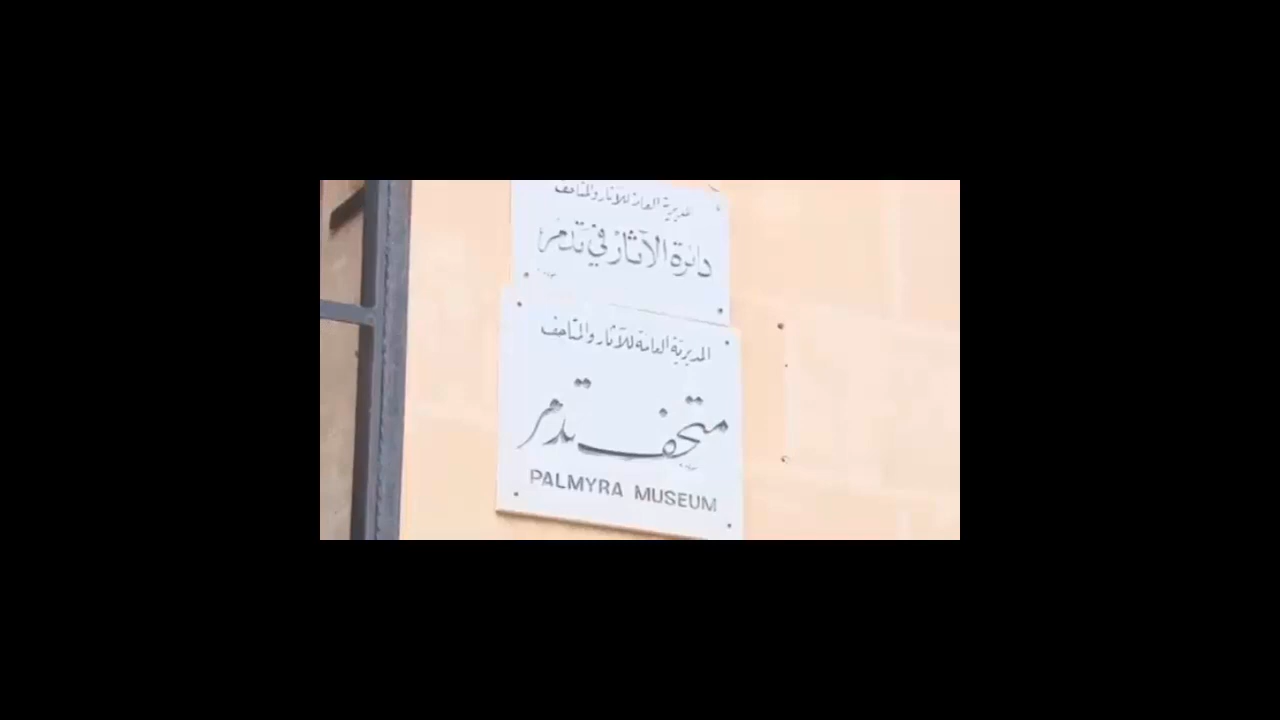 المديرية العامة للآثار والمتاحف
دائرة الآثار في تدمر
المديرية العامة للآثار والمتاحف
متحف تدمر
PALMYRA MUSEUM